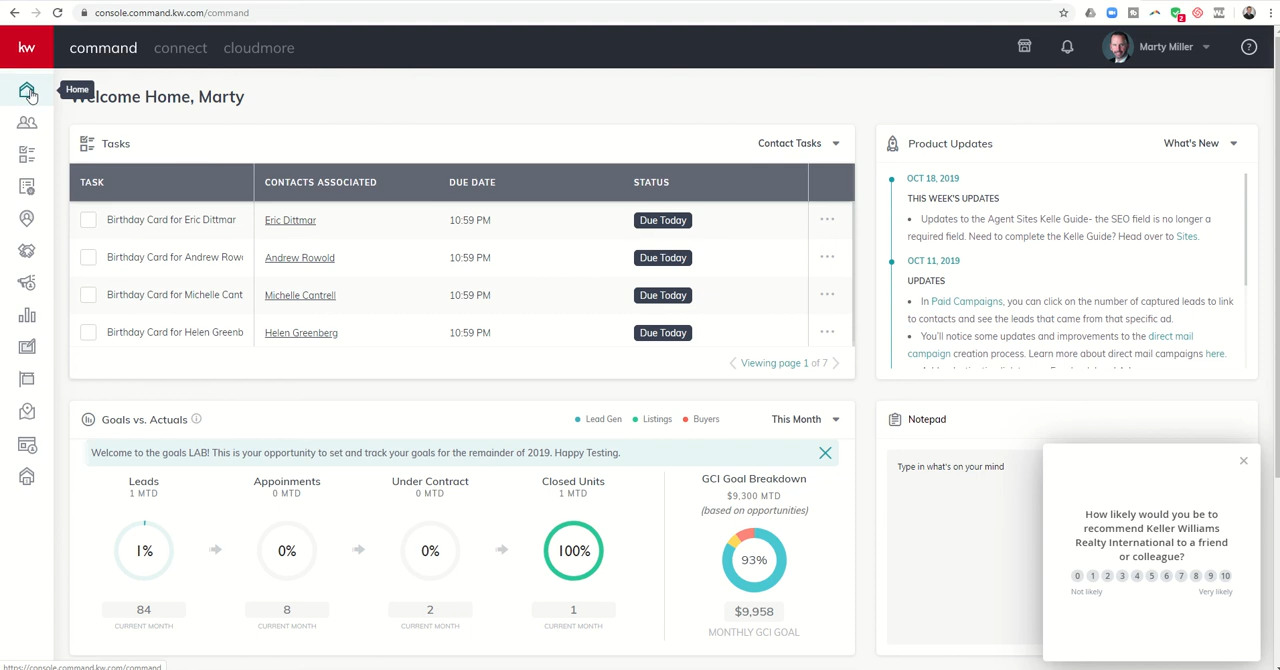 console.command.kw.com/command
2
kw
command
connect
cloudmore
Marty Miller
?
Home
Welcome Home, Marty
Tasks
Contact Tasks
TASK
CONTACTS ASSOCIATED
DUE DATE
STATUS
Birthday Card for Eric Dittmar
Eric Dittmar
10:59 PM
Due Today
Birthday Card for Andrew Row
Andrew Rowold
10:59 PM
Due Today
Birthday Card for Michelle Cant
Michelle Cantrell
10:59 PM
Due Today
Birthday Card for Helen Greenb
Helen Greenberg
10:59 PM
Due Today
Viewing page 1 of 7
Product Updates
What's New
OCT 18, 2019
THIS WEEK'S UPDATES
• Updates to the Agent Sites Kelle Guide- the SEO field is no longer a
required field. Need to complete the Kelle Guide? Head over to Sites.
OCT 11, 2019
UPDATES
• In Paid Campaigns, you can click on the number of captured leads to link
to contacts and see the leads that came from that specific ad.
• You'll notice some updates and improvements to the direct mail
campaign creation process. Learn more about direct mail campaigns here.
Goals vs. Actuals
Lead Gen
Listings
Buyers
This Month
Welcome to the goals LAB! This is your opportunity to set and track your goals for the remainder of 2019. Happy Testing.
Leads
1 MTD
1%
84
CURRENT MONTH
Appoinments
0 MTD
0%
8
CURRENT MONTH
Under Contract
0 MTD
0%
2
CURRENT MONTH
Closed Units
1 MTD
100%
1
CURRENT MONTH
GCI Goal Breakdown
$9,300 MTD
(based on opportunities)
93%
$9,958
MONTHLY GCI GOAL
Notepad
Type in what's on your mind
How likely would you be to
recommend Keller Williams
Realty International to a friend
or colleague?
0 1 2 3 4 5 6 7 8 9 10
Not likely
Very likely
https://console.command.kw.com/command